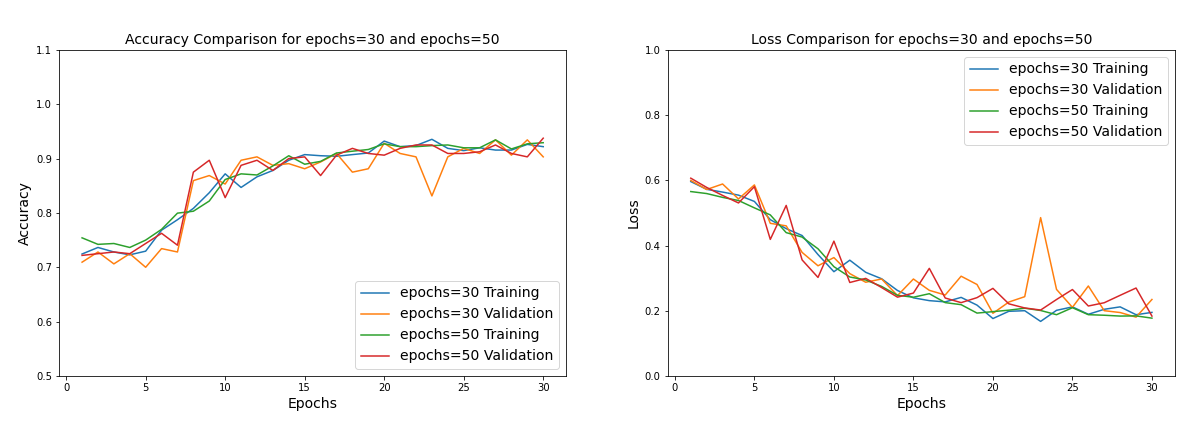 Accuracy Comparison for epochs=30 and epochs=50
1.1
1.0
0.9
0.8
0.7
0.6
0.5
Accuracy
0
5
10
15
20
25
30
Epochs
epochs=30 Training
epochs=30 Validation
epochs=50 Training
epochs=50 Validation
Loss Comparison for epochs=30 and epochs=50
1.0
0.8
0.6
0.4
0.2
0.0
Loss
0
5
10
15
20
25
30
Epochs
epochs=30 Training
epochs=30 Validation
epochs=50 Training
epochs=50 Validation